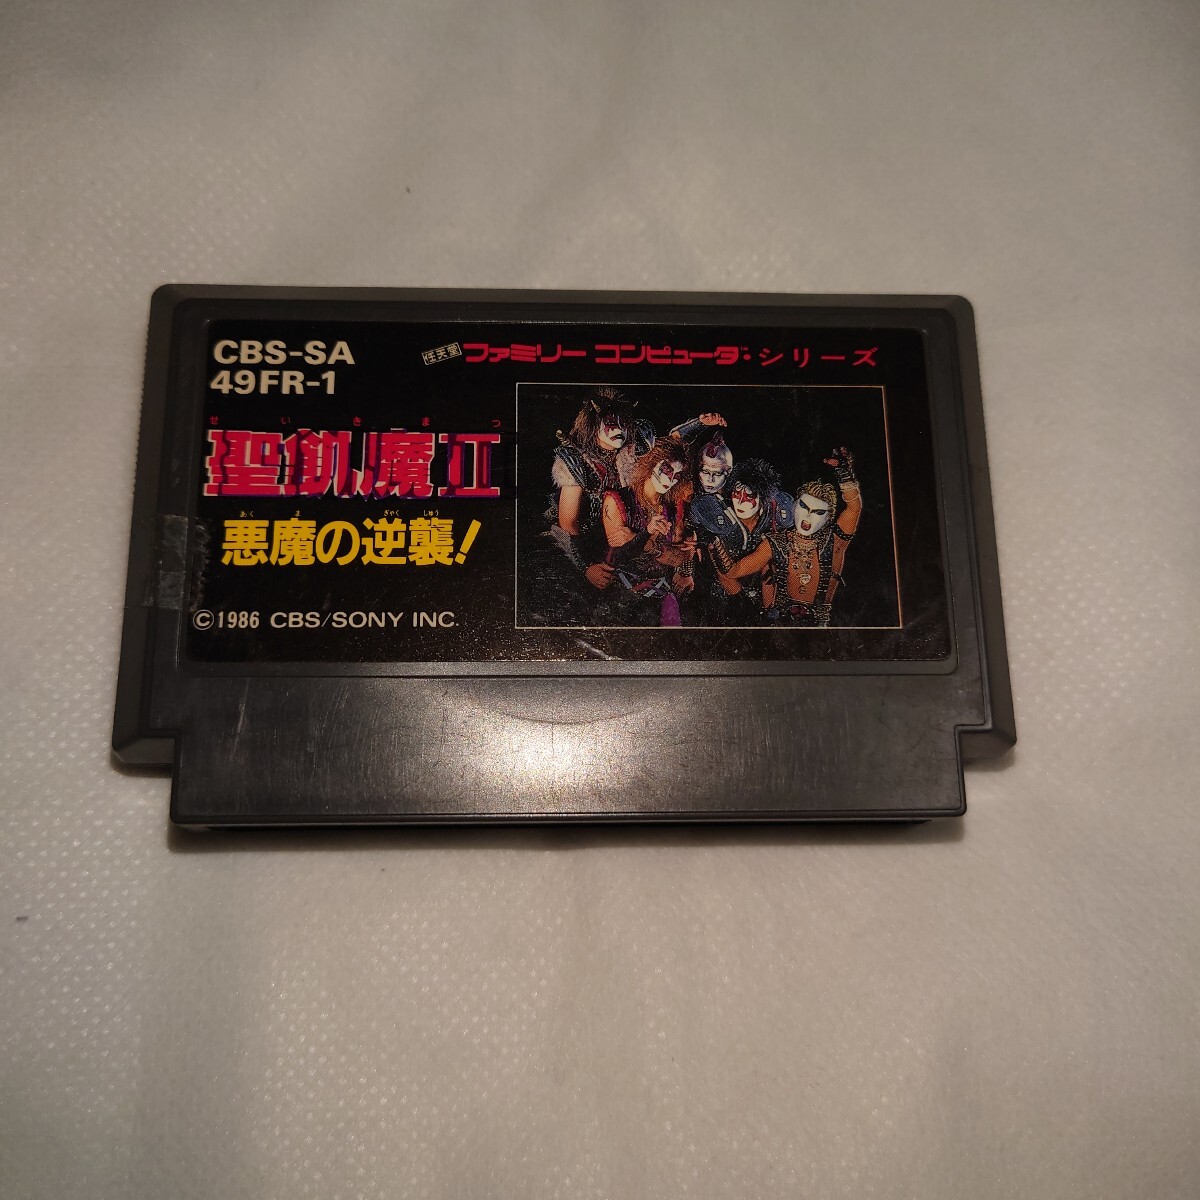 CBS-SA
49FR-1
任天堂 ファミリー コンピュータ™・シリーズ
せいきまつ
聖飢魔II
あくま ぎゃくしゅう
悪魔の逆襲!
©1986 CBS/SONY INC.